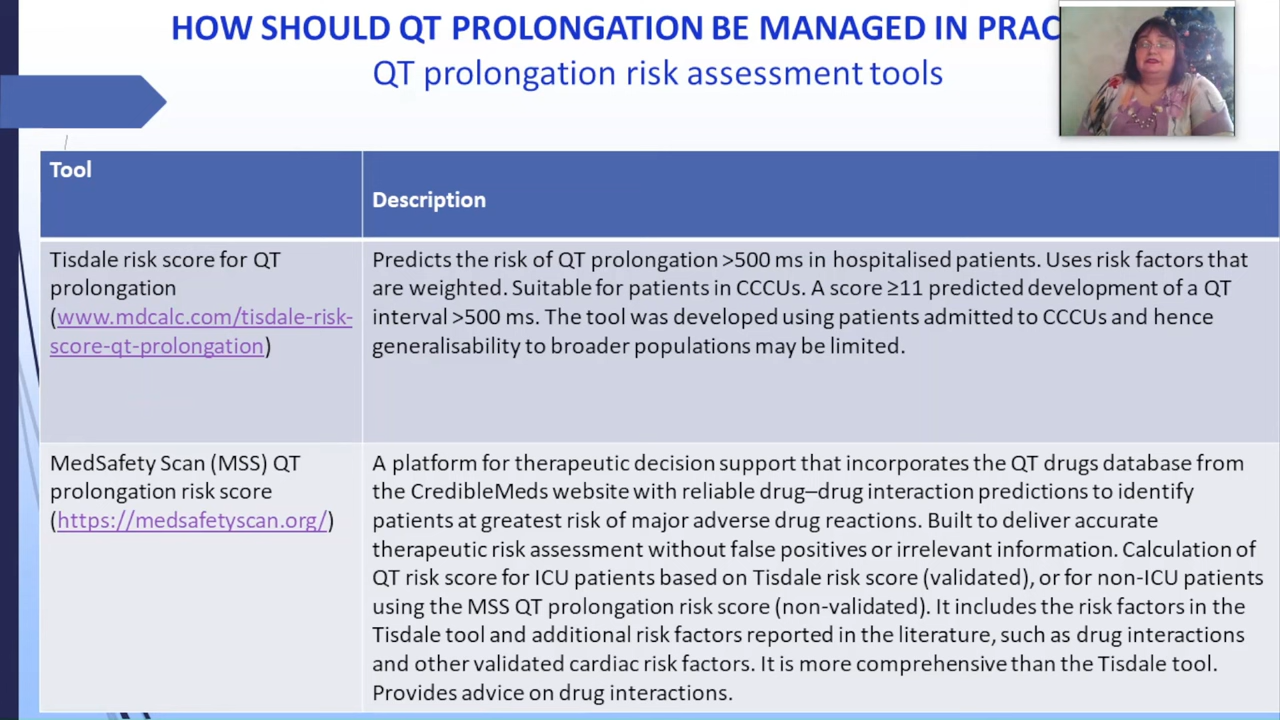 HOW SHOULD QT PROLONGATION BE MANAGED IN PRAC
QT prolongation risk assessment tools
Tool
Description
Tisdale risk score for QT
prolongation
(www.mdcalc.com/tisdale-risk-
score-qt-prolongation)
Predicts the risk of QT prolongation >500 ms in hospitalised patients. Uses risk factors that
are weighted. Suitable for patients in CCCUs. A score ≥11 predicted development of a QT
interval >500 ms. The tool was developed using patients admitted to CCCUs and hence
generalisability to broader populations may be limited.
MedSafety Scan (MSS) QT
prolongation risk score
(https://medsafetyscan.org/)
A platform for therapeutic decision support that incorporates the QT drugs database from
the CredibleMeds website with reliable drug–drug interaction predictions to identify
patients at greatest risk of major adverse drug reactions. Built to deliver accurate
therapeutic risk assessment without false positives or irrelevant information. Calculation of
QT risk score for ICU patients based on Tisdale risk score (validated), or for non-ICU patients
using the MSS QT prolongation risk score (non-validated). It includes the risk factors in the
Tisdale tool and additional risk factors reported in the literature, such as drug interactions
and other validated cardiac risk factors. It is more comprehensive than the Tisdale tool.
Provides advice on drug interactions.